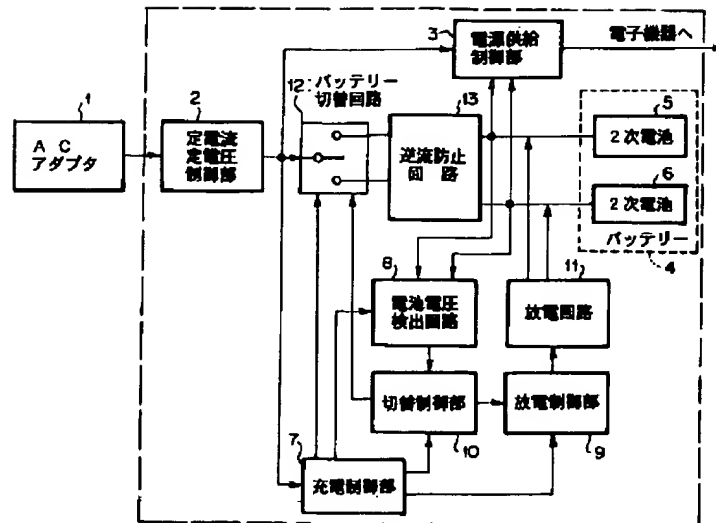 3
電源供給
制御部
電子機器へ
12:バッテリー
切替回路
13
逆流防止
回路
1
AC
アダプタ
2
定電流
定電圧
制御部
5
2次電池
6
2次電池
バッテリー
4
8
電池電圧
検出回路
11
放電回路
切替制御部
10
放電制御部
9
7
充電制御部